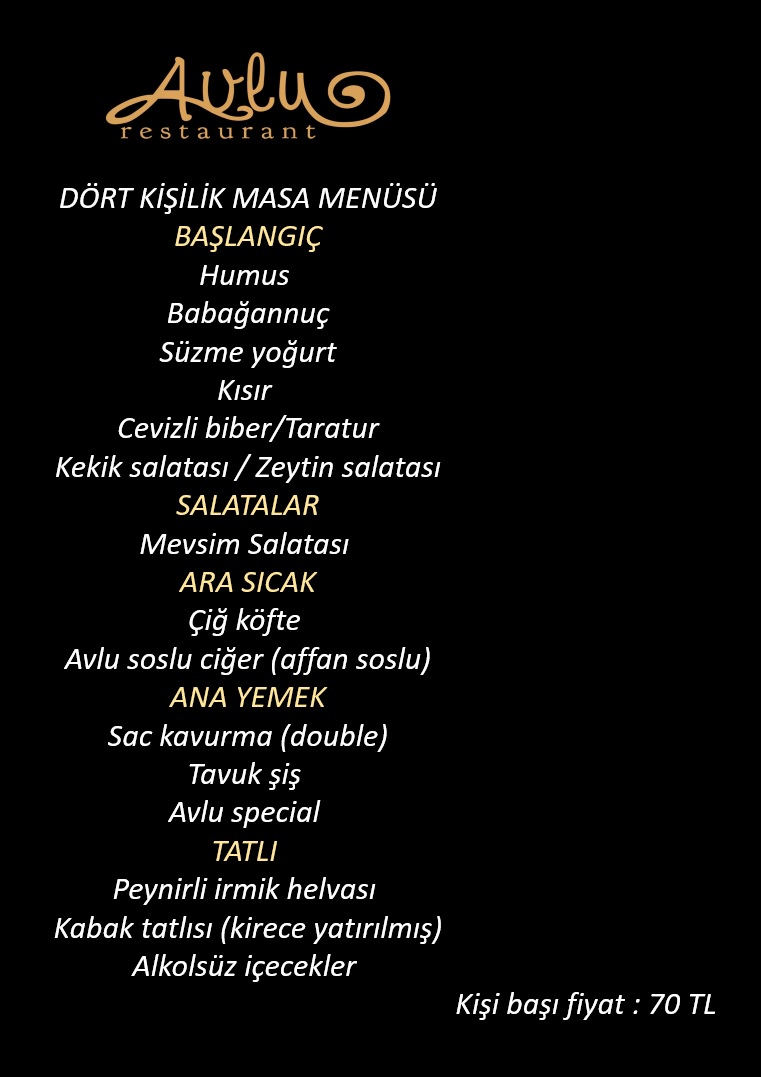 Avlu
restaurant
DÖRT KİŞİLİK MASA MENÜSÜ
BAŞLANGIÇ
Humus
Babağannuç
Süzme yoğurt
Kısır
Cevizli biber/Taratur
Kekik salatası / Zeytin salatası
SALATALAR
Mevsim Salatası
ARA SICAK
Çiğ köfte
Avlu soslu ciğer (affan soslu)
ANA YEMEK
Sac kavurma (double)
Tavuk şiş
Avlu special
TATLI
Peynirli irmik helvası
Kabak tatlısı (kirece yatırılmış)
Alkolsüz içecekler
Kişi başı fiyat : 70 TL